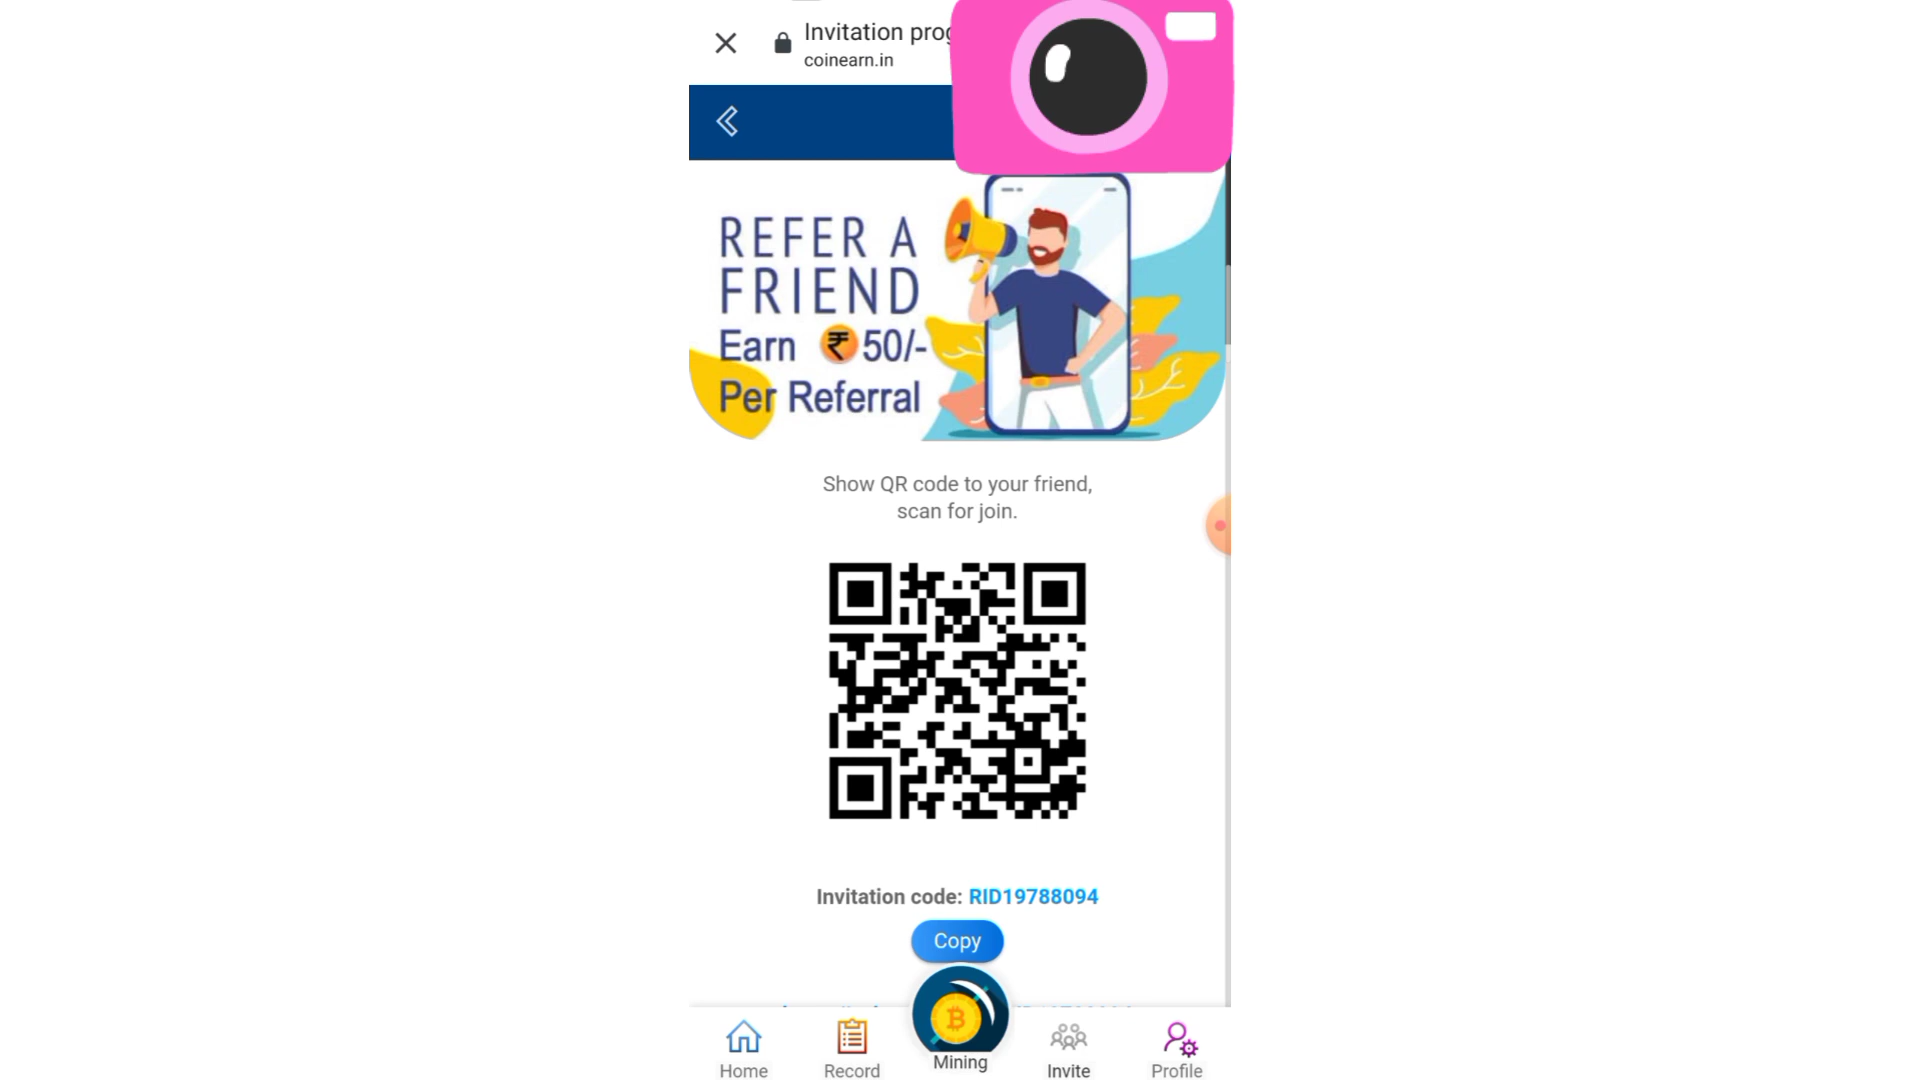 Invitation prog
coinearn.in
REFER A
FRIEND
Earn ₹50/-
Per Referral
Show QR code to your friend,
scan for join.
Invitation code: RID19788094
Copy
Home
Record
Mining
Invite
Profile